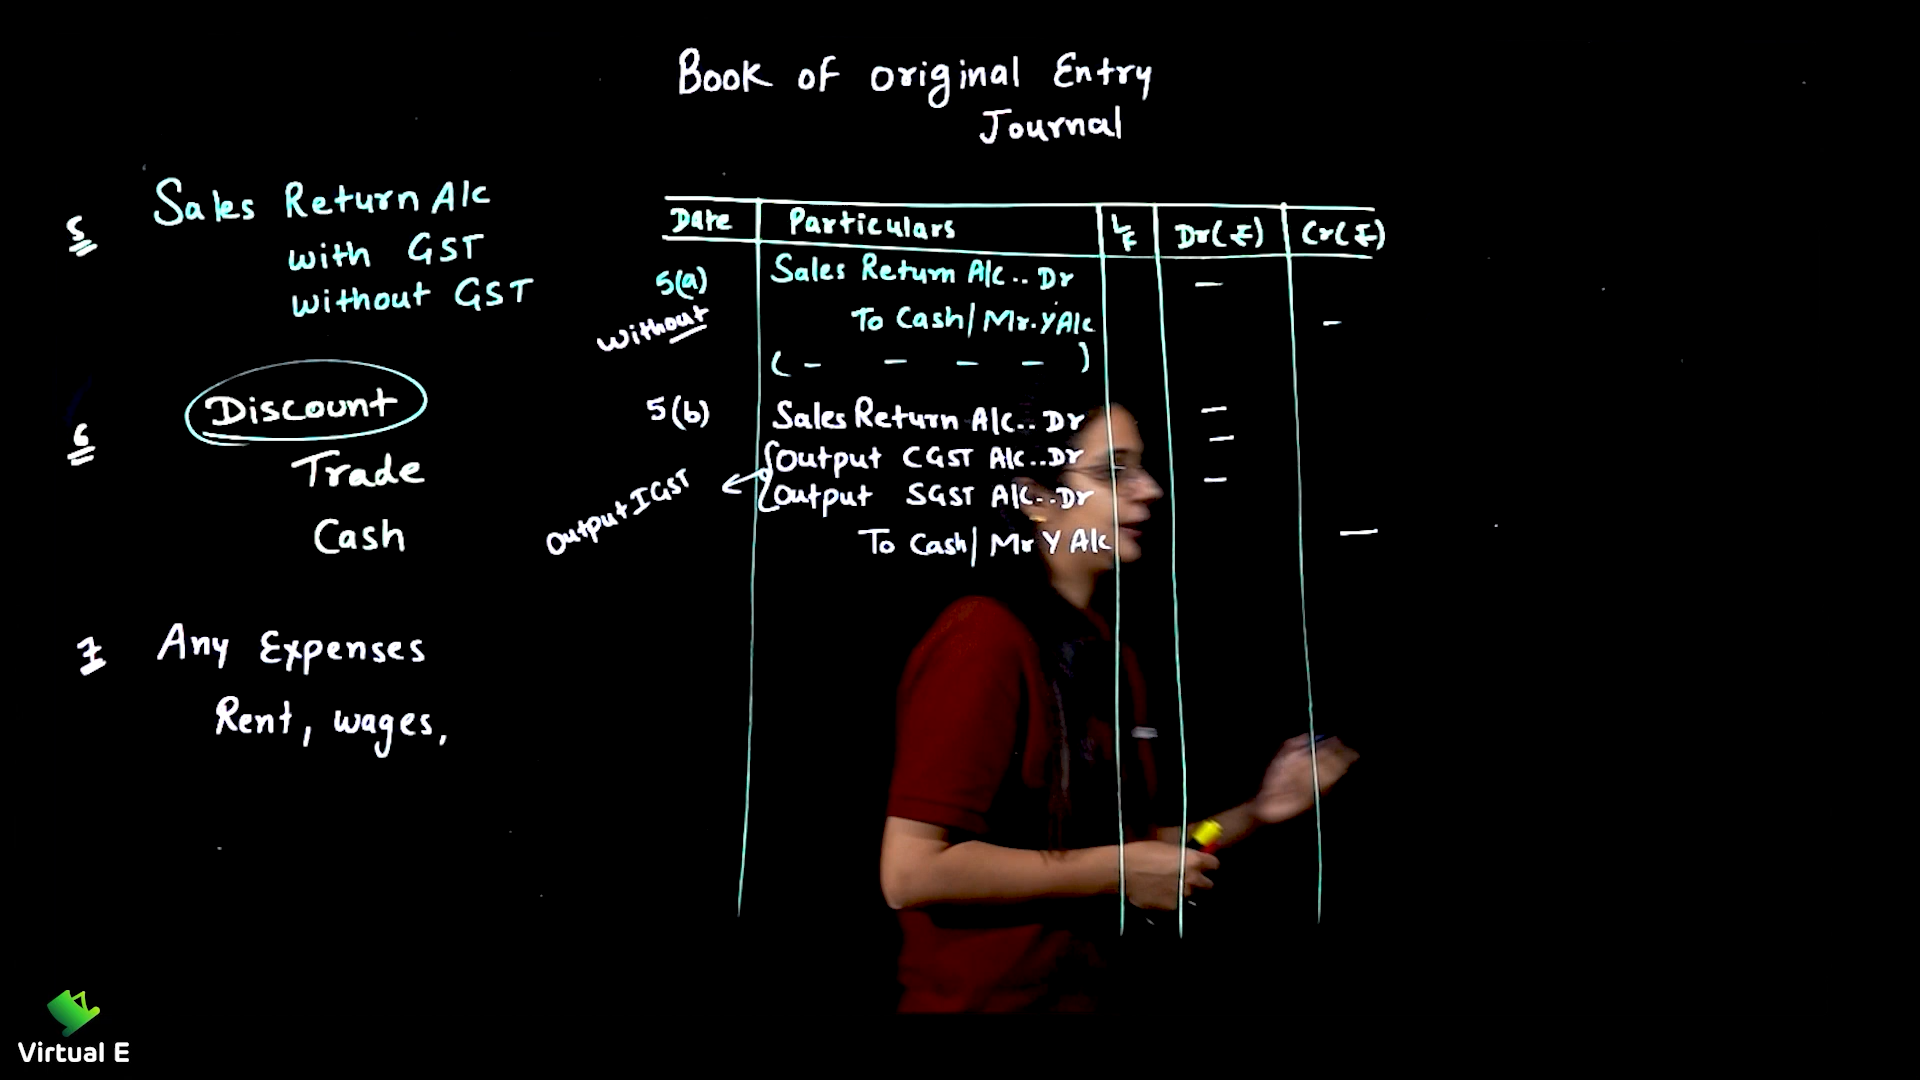 Book of original Entry
Journal
5 Sales Return A/c
with GST
without GST
6 Discount
Trade
Cash
7 Any Expenses
Rent, wages,
Date Particulars L/F Dr(₹) Cr(₹)
5(a) Sales Return A/c.. Dr —
without To Cash/Mr.Y A/c —
( - - - - )
5(b) Sales Return A/c.. Dr —
Output CGST A/c..Dr —
Output IGST Output SGST A/c..Dr —
To Cash/ Mr Y A/c —
Virtual E